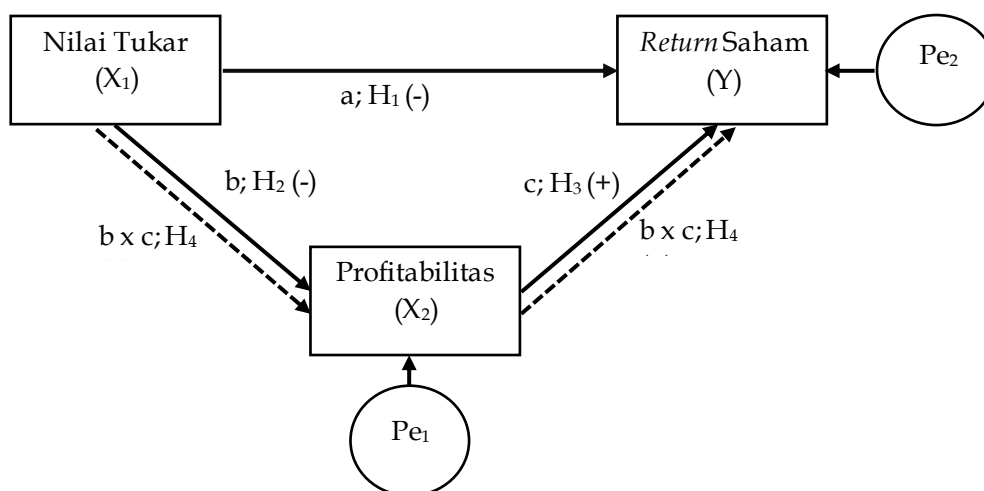 Nilai Tukar
(X₁)
Return Saham
(Y)
Pe₂
a; H₁ (-)
b; H₂ (-)
c; H₃ (+)
b x c; H₄
b x c; H₄
Profitabilitas
(X₂)
Pe₁